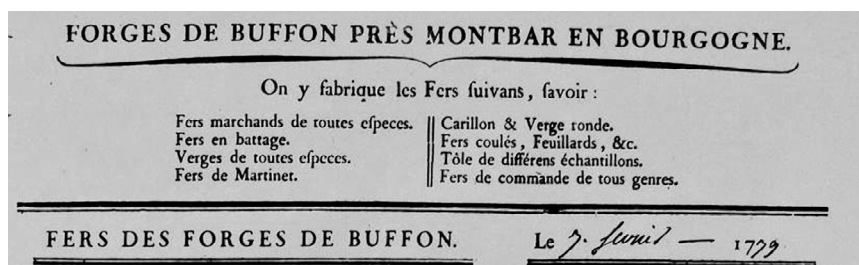 FORGES DE BUFFON PRÈS MONTBAR EN BOURGOGNE.
On y fabrique les Fers ſuivans, ſavoir :
Fers marchands de toutes eſpeces.
Fers en battage.
Verges de toutes eſpeces.
Fers de Martinet.
Carillon & Verge ronde.
Fers coulés, Feuillards, &c.
Tôle de différens échantillons.
Fers de commande de tous genres.
FERS DES FORGES DE BUFFON.
Le 7. 1779